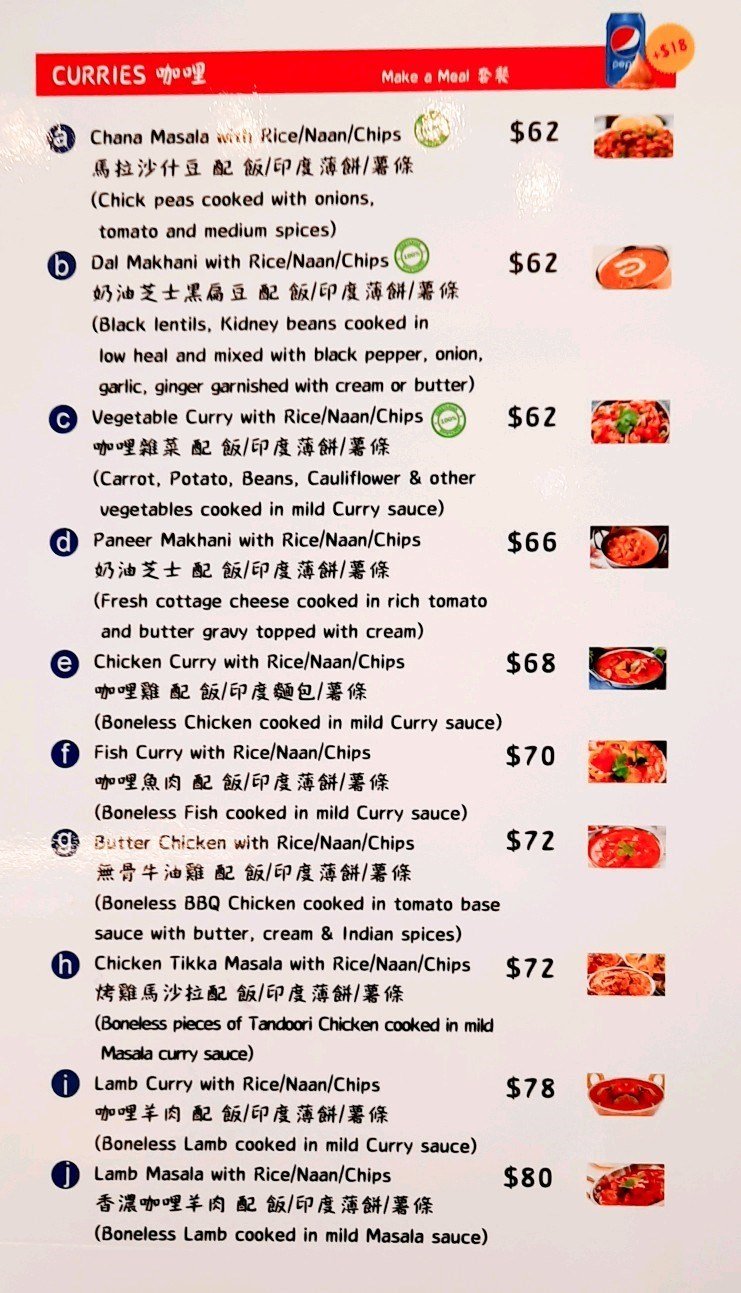 CURRIES 咖哩
Make a Meal 套餐
pepsi
+$18
a Chana Masala with Rice/Naan/Chips $62
馬拉沙什豆 配 飯/印度薄餅/薯條
(Chick peas cooked with onions,
tomato and medium spices)
b Dal Makhani with Rice/Naan/Chips 100% $62
奶油芝士黑扁豆 配 飯/印度薄餅/薯條
(Black lentils, Kidney beans cooked in
low heal and mixed with black pepper, onion,
garlic, ginger garnished with cream or butter)
c Vegetable Curry with Rice/Naan/Chips 100% $62
咖哩雜菜 配 飯/印度薄餅/薯條
(Carrot, Potato, Beans, Cauliflower & other
vegetables cooked in mild Curry sauce)
d Paneer Makhani with Rice/Naan/Chips $66
奶油芝士 配 飯/印度薄餅/薯條
(Fresh cottage cheese cooked in rich tomato
and butter gravy topped with cream)
e Chicken Curry with Rice/Naan/Chips $68
咖哩雞 配 飯/印度麵包/薯條
(Boneless Chicken cooked in mild Curry sauce)
f Fish Curry with Rice/Naan/Chips $70
咖哩魚肉 配 飯/印度薄餅/薯條
(Boneless Fish cooked in mild Curry sauce)
g Butter Chicken with Rice/Naan/Chips $72
無骨牛油雞 配 飯/印度薄餅/薯條
(Boneless BBQ Chicken cooked in tomato base
sauce with butter, cream & Indian spices)
h Chicken Tikka Masala with Rice/Naan/Chips $72
烤雞馬沙拉配 飯/印度薄餅/薯條
(Boneless pieces of Tandoori Chicken cooked in mild
Masala curry sauce)
i Lamb Curry with Rice/Naan/Chips $78
咖哩羊肉 配 飯/印度薄餅/薯條
(Boneless Lamb cooked in mild Curry sauce)
j Lamb Masala with Rice/Naan/Chips $80
香濃咖哩羊肉 配 飯/印度薄餅/薯條
(Boneless Lamb cooked in mild Masala sauce)